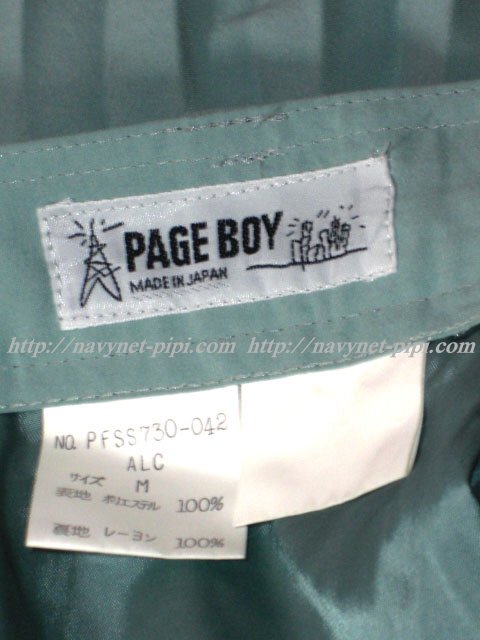 PAGE BOY
MADE IN JAPAN
http://navynet-pipi.com http://navynet-pipi.com
NO. PFSS730-042
ALC
サイズ M
表地 ポリエステル 100%
裏地 レーヨン 100%